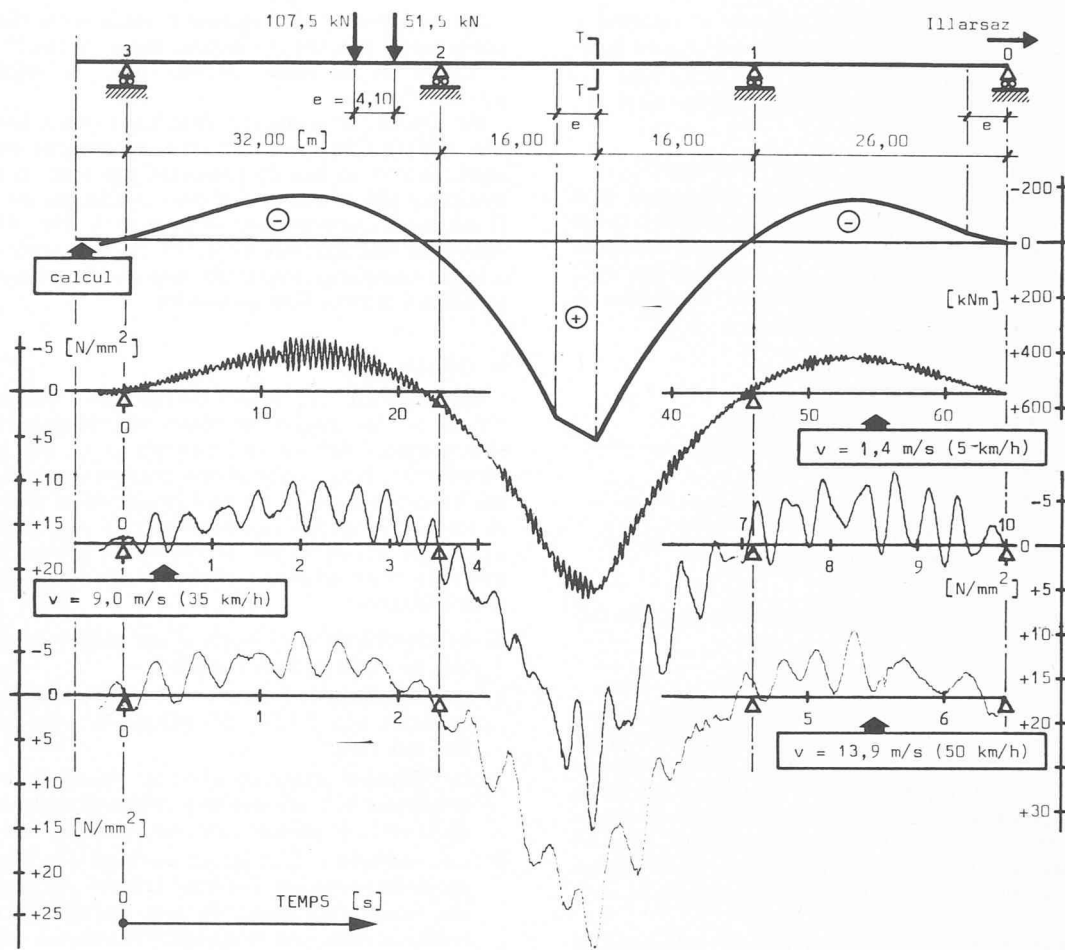 107,5 kN 51,5 kN Illarsaz
T
3 2 1 0
T
e = 4,10 e e
32,00 [m] 16,00 16,00 26,00
-200
- -
0
calcul
[kNm]
+200
+
-5 [N/mm2] +400
0
10 20 40 50 60
0 +600
+5
v = 1,4 m/s (5 km/h)
+10
-5
+15 0 7 10
0
1 2 3 4 8 9
+20 [N/mm2]
v = 9,0 m/s (35 km/h) +5
+10
-5
+15
0
1 2 5 6
0 +20
+5
v = 13,9 m/s (50 km/h)
+10
+30
+15 [N/mm2]
+20
0 TEMPS [s]
+25